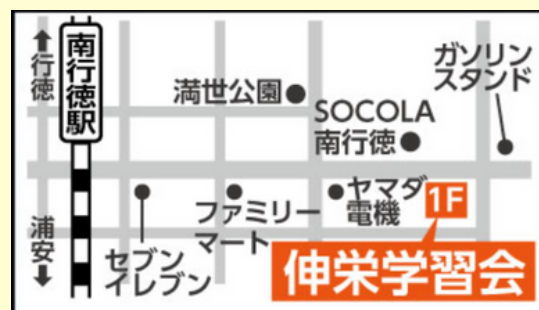 ↑行徳
南行徳駅
満世公園
SOCOLA
南行徳
ガソリン
スタンド
ヤマダ
電機
1F
ファミリー
マート
セブン
イレブン
浦安↓
伸栄学習会